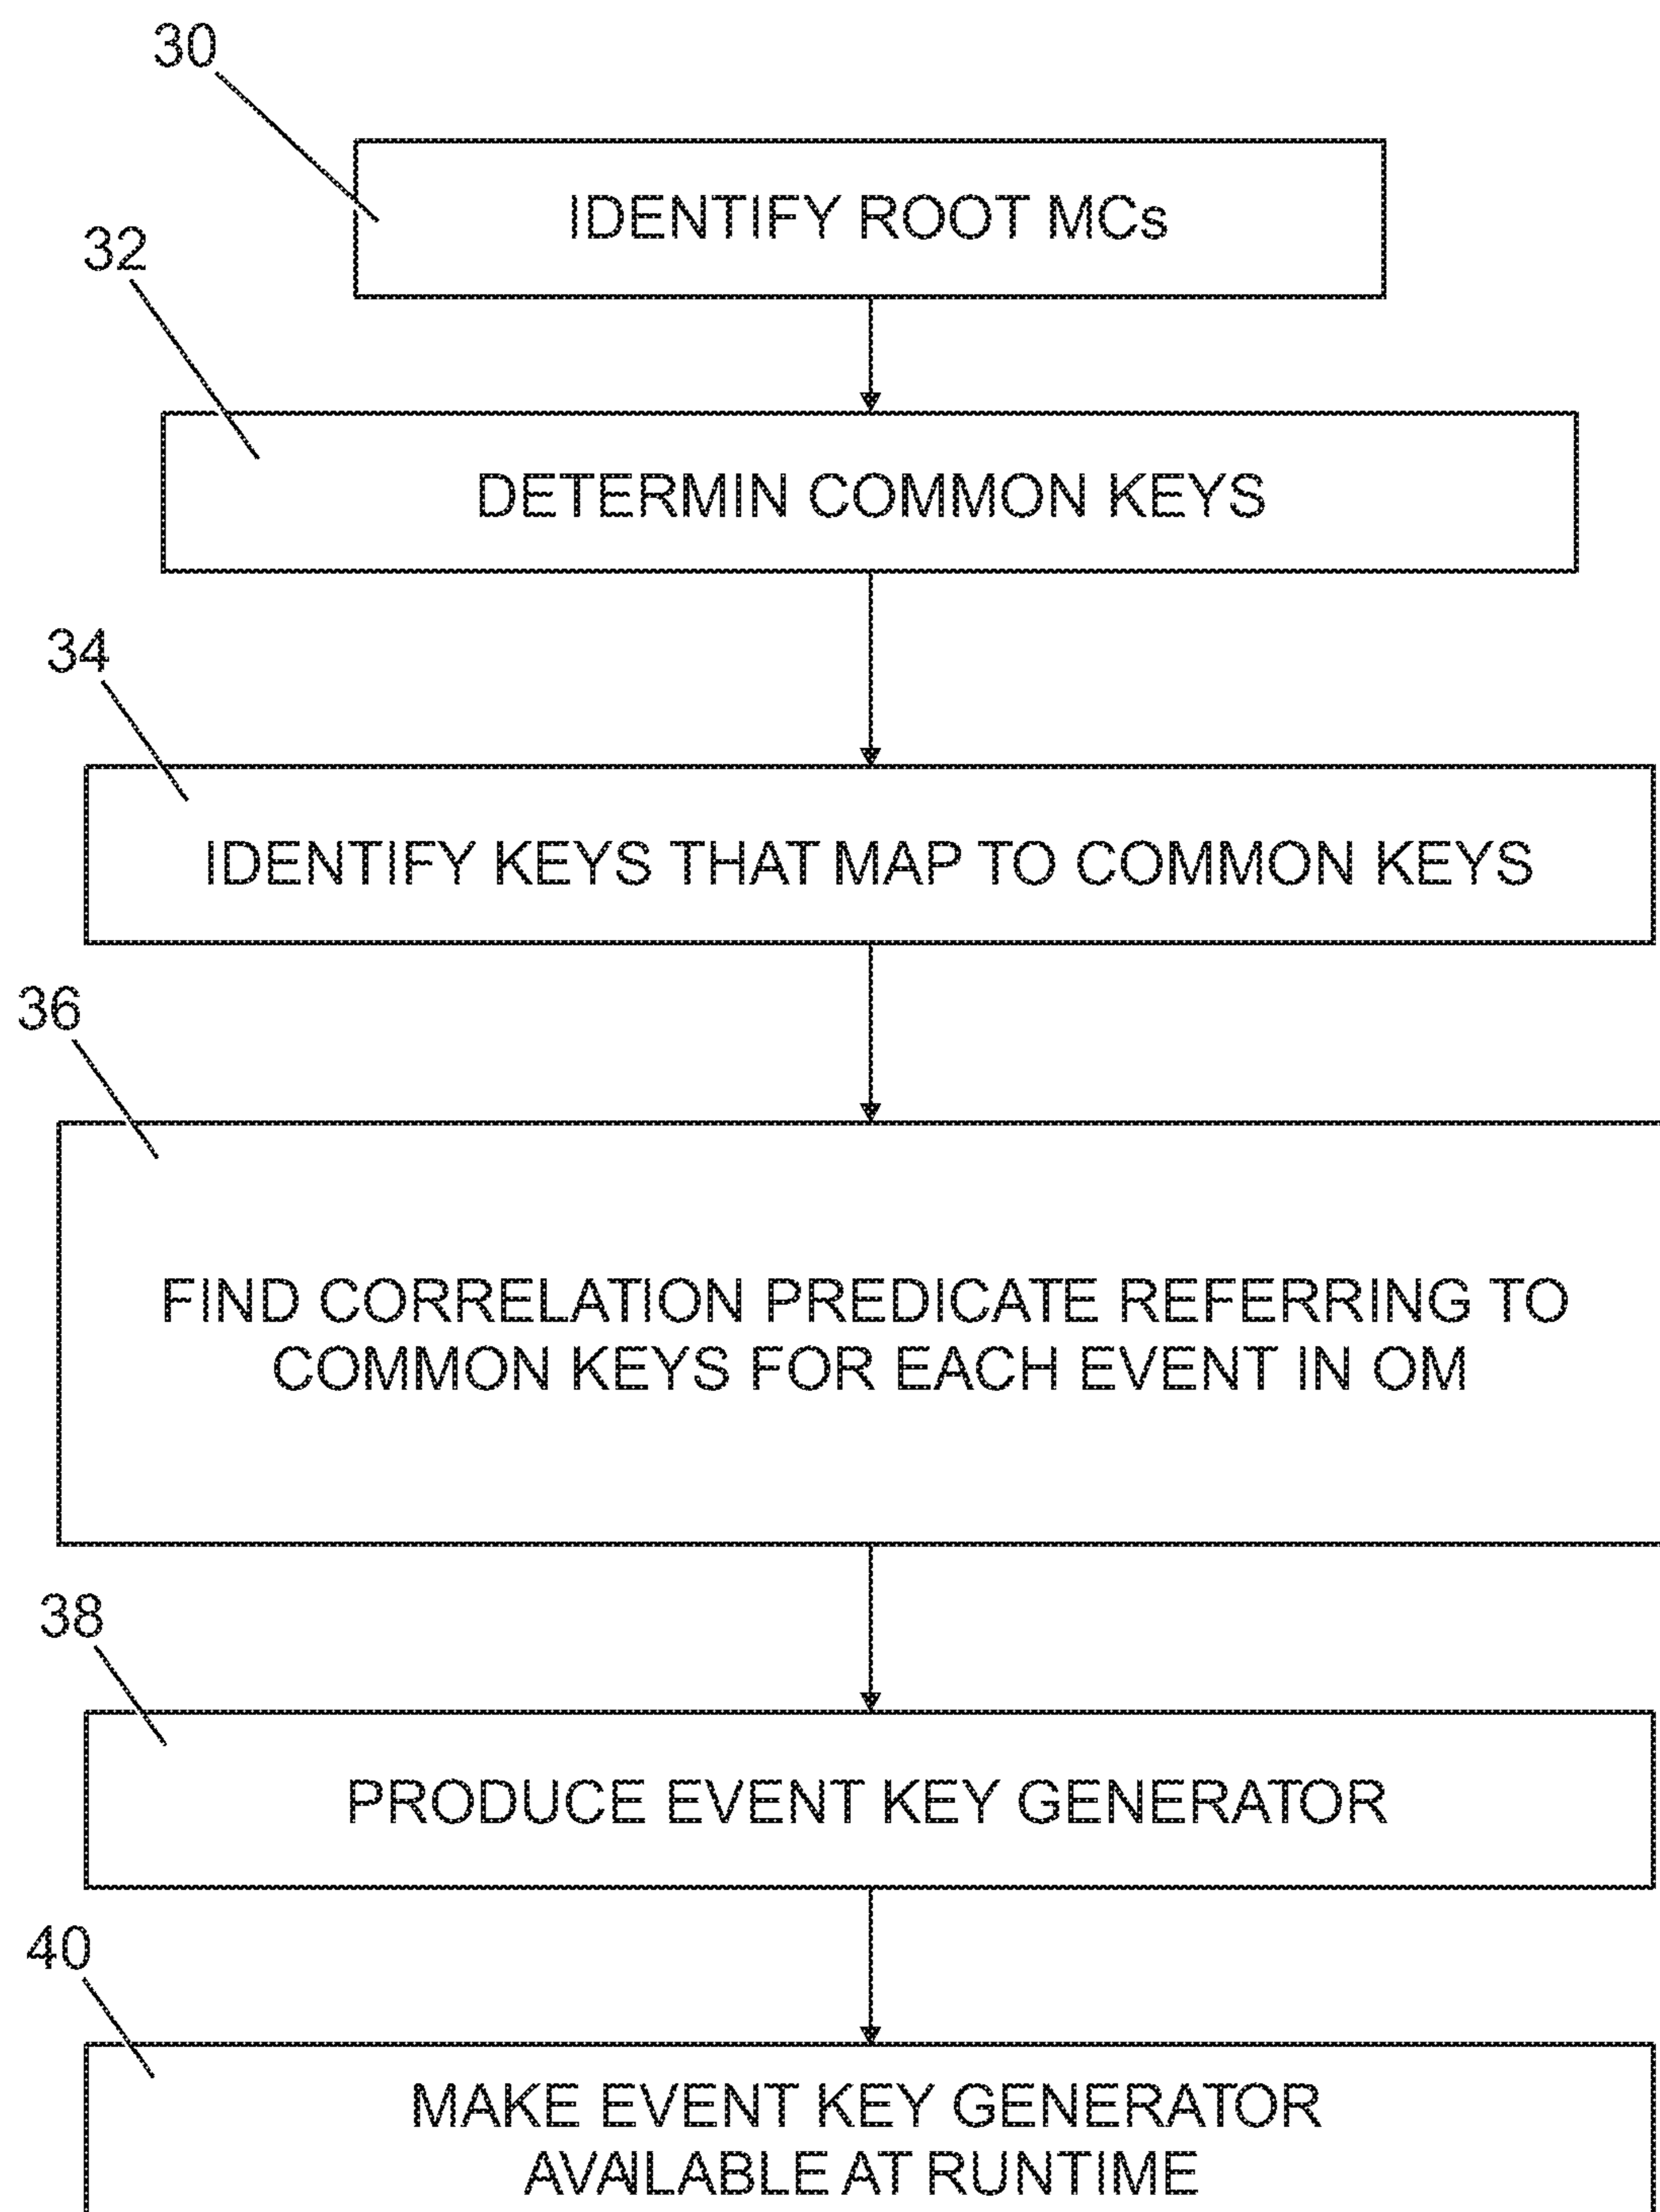 30
IDENTIFY ROOT MCs
32
DETERMIN COMMON KEYS
34
IDENTIFY KEYS THAT MAP TO COMMON KEYS
36
FIND CORRELATION PREDICATE REFERRING TO
COMMON KEYS FOR EACH EVENT IN OM
38
PRODUCE EVENT KEY GENERATOR
40
MAKE EVENT KEY GENERATOR
AVAILABLE AT RUNTIME